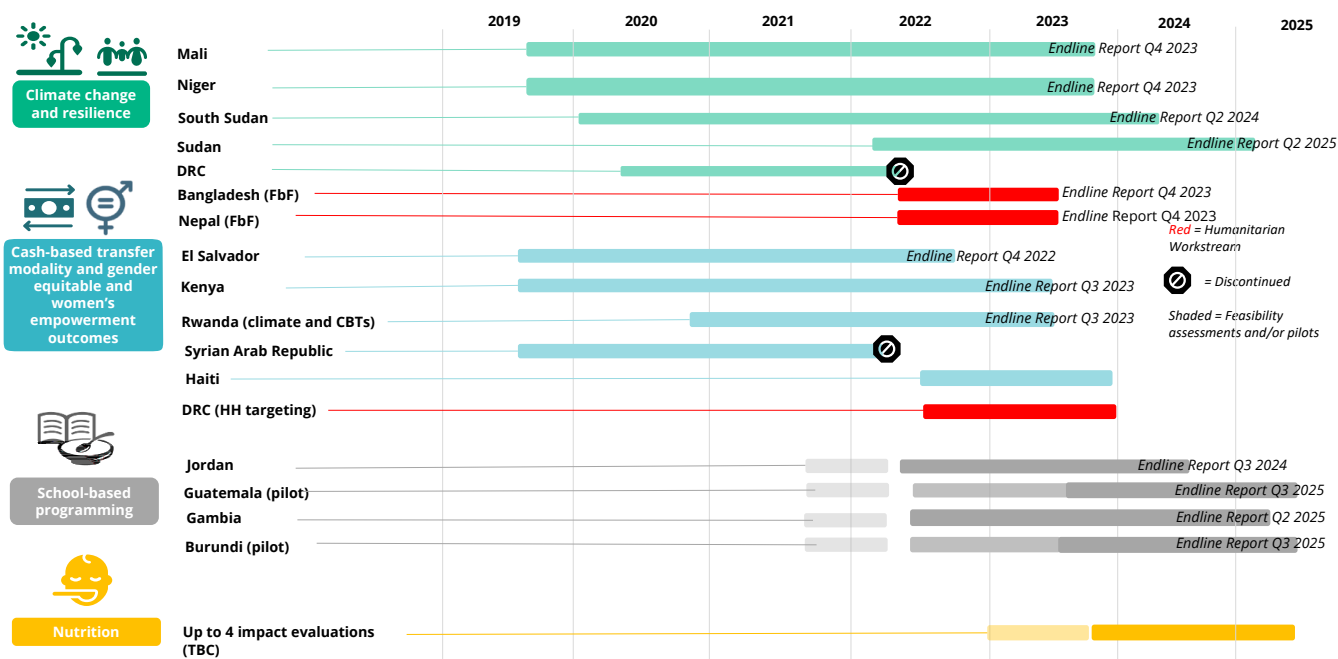 2019 2020 2021 2022 2023 2024 2025
Climate change
and resilience
Mali Endline Report Q4 2023
Niger Endline Report Q4 2023
South Sudan Endline Report Q2 2024
Sudan Endline Report Q2 2025
DRC
Bangladesh (FbF) Endline Report Q4 2023
Nepal (FbF) Endline Report Q4 2023
Red = Humanitarian
Workstream
= Discontinued
Shaded = Feasibility
assessments and/or pilots
Cash-based transfer
modality and gender
equitable and
women’s
empowerment
outcomes
El Salvador Endline Report Q4 2022
Kenya Endline Report Q3 2023
Rwanda (climate and CBTs) Endline Report Q3 2023
Syrian Arab Republic
Haiti
DRC (HH targeting)
School-based
programming
Jordan Endline Report Q3 2024
Guatemala (pilot) Endline Report Q3 2025
Gambia Endline Report Q2 2025
Burundi (pilot) Endline Report Q3 2025
Nutrition
Up to 4 impact evaluations
(TBC)